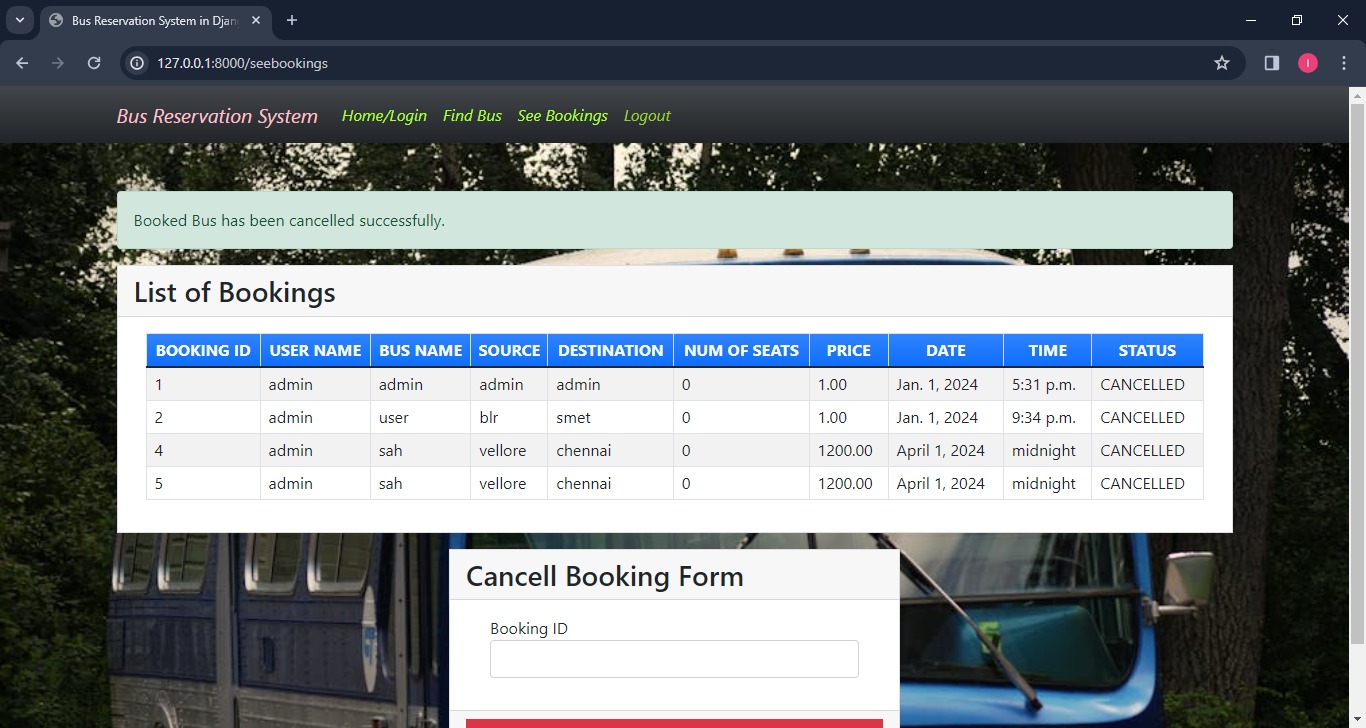 Bus Reservation System in Djan
127.0.0.1:8000/seebookings
I
Bus Reservation System Home/Login Find Bus See Bookings Logout
Booked Bus has been cancelled successfully.
List of Bookings
BOOKING ID USER NAME BUS NAME SOURCE DESTINATION NUM OF SEATS PRICE DATE TIME STATUS
1 admin admin admin admin 0 1.00 Jan. 1, 2024 5:31 p.m. CANCELLED
2 admin user blr smet 0 1.00 Jan. 1, 2024 9:34 p.m. CANCELLED
4 admin sah vellore chennai 0 1200.00 April 1, 2024 midnight CANCELLED
5 admin sah vellore chennai 0 1200.00 April 1, 2024 midnight CANCELLED
Cancell Booking Form
Booking ID